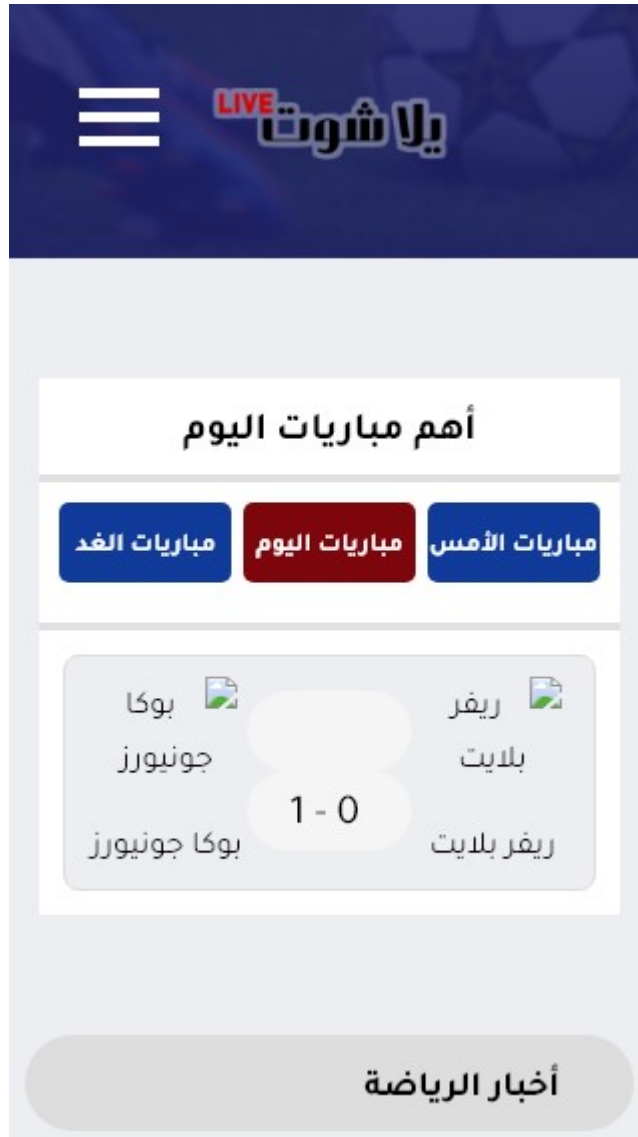 يلا شوت LIVE
أهم مباريات اليوم
مباريات الأمس
مباريات اليوم
مباريات الغد
ريفر
بلايت
ريفر بلايت
1 - 0
بوكا
جونيورز
بوكا جونيورز
أخبار الرياضة